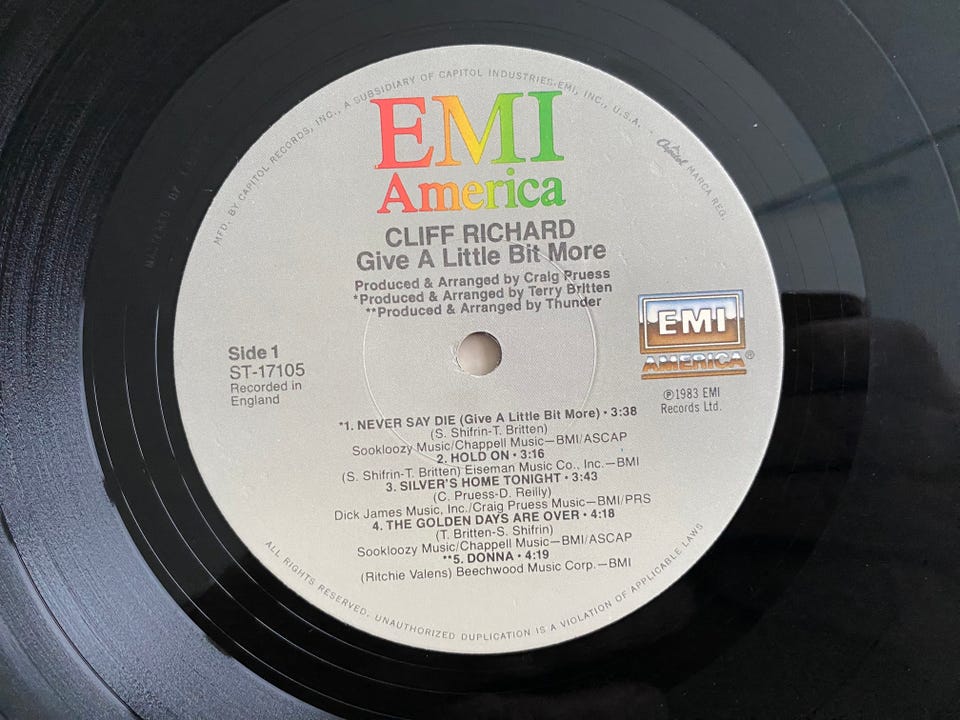 MFD. BY CAPITOL RECORDS, INC., A SUBSIDIARY OF CAPITOL INDUSTRIES-EMI, INC., U.S.A. • Capitol MARCA REG.
EMI
America
CLIFF RICHARD
Give A Little Bit More
Produced & Arranged by Craig Pruess
*Produced & Arranged by Terry Britten
**Produced & Arranged by Thunder
Side 1
ST-17105
Recorded in
England
EMI
AMERICA®
℗1983 EMI
Records Ltd.
*1. NEVER SAY DIE (Give A Little Bit More) • 3:38
(S. Shifrin-T. Britten)
Sookloozy Music/Chappell Music—BMI/ASCAP
2. HOLD ON • 3:16
(S. Shifrin-T. Britten) Eiseman Music Co., Inc.—BMI
3. SILVER'S HOME TONIGHT • 3:43
(C. Pruess-D. Reilly)
Dick James Music, Inc./Craig Pruess Music—BMI/PRS
4. THE GOLDEN DAYS ARE OVER • 4:18
(T. Britten-S. Shifrin)
Sookloozy Music/Chappell Music—BMI/ASCAP
**5. DONNA • 4:19
(Ritchie Valens) Beechwood Music Corp.—BMI
ALL RIGHTS RESERVED. UNAUTHORIZED DUPLICATION IS A VIOLATION OF APPLICABLE LAWS